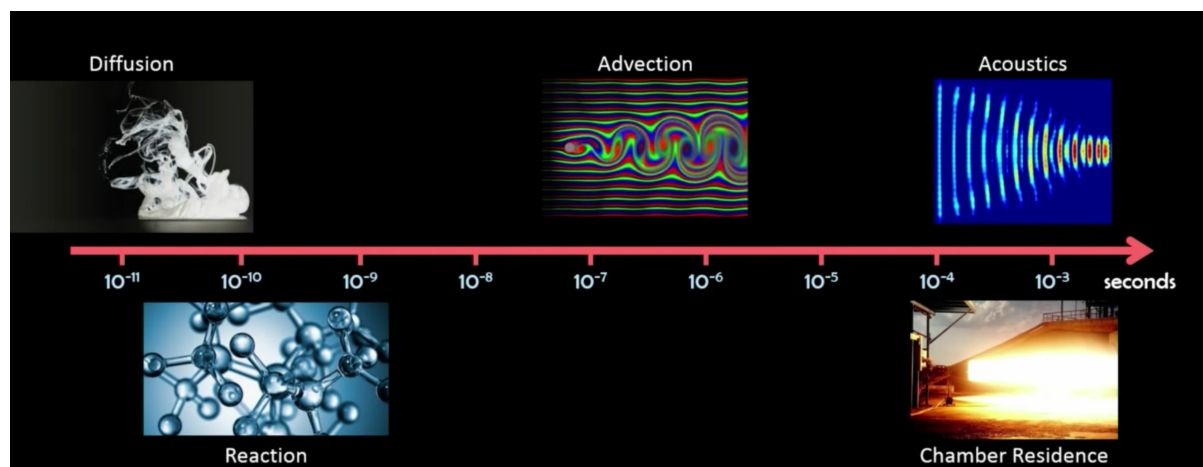 Diffusion
Advection
Acoustics
10⁻¹¹ 10⁻¹⁰ 10⁻⁹ 10⁻⁸ 10⁻⁷ 10⁻⁶ 10⁻⁵ 10⁻⁴ 10⁻³ seconds
Reaction
Chamber Residence